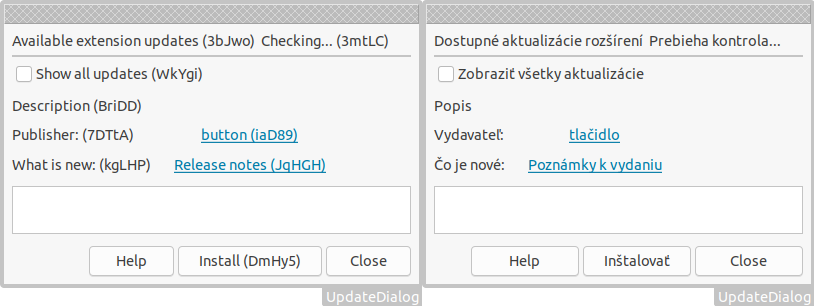 Available extension updates (3bJwo) Checking... (3mtLC)
Show all updates (WkYgi)
Description (BriDD)
Publisher: (7DTtA) button (iaD89)
What is new: (kgLHP) Release notes (JqHGH)
Help Install (DmHy5) Close
UpdateDialog
Dostupné aktualizácie rozšírení Prebieha kontrola...
Zobraziť všetky aktualizácie
Popis
Vydavateľ: tlačidlo
Čo je nové: Poznámky k vydaniu
Help Inštalovať Close
UpdateDialog